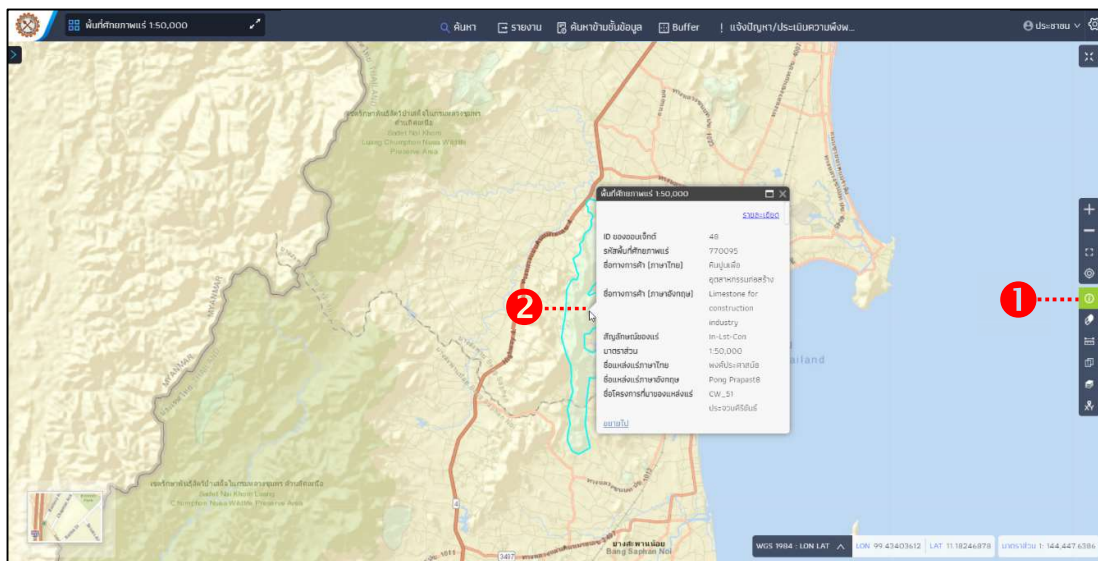 พื้นที่ศักยภาพแร่ 1:50,000
ค้นหา
รายงาน
ค้นหาข้ามชั้นข้อมูล
Buffer
! แจ้งปัญหา/ประเมินความพึงพ...
ประชาชน
THAILAND
เขตรักษาพันธุ์สัตว์ป่าอุทยาน
Preserve Area
พื้นที่ศักยภาพแร่ 1:50,000
รายละเอียด
ID ของออบเจ็กต์ 48
รหัสพื้นที่ศักยภาพแร่ 770095
ชื่อทางการค้า (ภาษาไทย) หินปูนเพื่อ
อุตสาหกรรมก่อสร้าง
ชื่อทางการค้า (ภาษาอังกฤษ) Limestone for
construction
industry
สัญลักษณ์ของแร่ In-Lst-Con
มาตราส่วน 1:50,000
ชื่อแหล่งแร่ภาษาไทย พงศ์ประศาสน์8
ชื่อแหล่งแร่ภาษาอังกฤษ Pong Prapast8
ชื่อโครงการที่มาของแหล่งแร่ CW_51
ประจวบคีรีขันธ์
ขยายไป
1
2
MYANMAR
MYANMAR
ailand
4
3497
1811
บางสะพานน้อย
Bang Saphan Noi
WGS 1984 : LON LAT
LON 99.43403612
LAT 11.18246878
มาตราส่วน 1: 144,447.6386